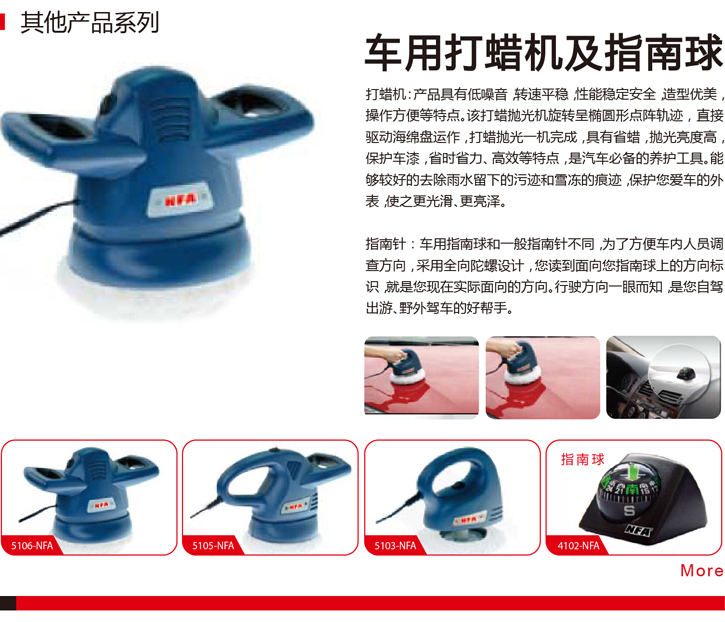 其他产品系列
车用打蜡机及指南球
打蜡机：产品具有低噪音,转速平稳,性能稳定安全,造型优美，
操作方便等特点。该打蜡抛光机旋转呈椭圆形点阵轨迹，直接
驱动海绵盘运作，打蜡抛光一机完成，具有省蜡，抛光亮度高，
保护车漆，省时省力、高效等特点，是汽车必备的养护工具。能
够较好的去除雨水留下的污迹和雪冻的痕迹,保护您爱车的外
表,使之更光滑、更亮泽。
指南针：车用指南球和一般指南针不同,为了方便车内人员调
查方向，采用全向陀螺设计，您读到面向您指南球上的方向标
识,就是您现在实际面向的方向。行驶方向一眼而知,是您自驾
出游、野外驾车的好帮手。
NFA
NFA
5106-NFA
NFA
5105-NFA
NFA
5103-NFA
指南球
南
S
NFA
4102-NFA
More